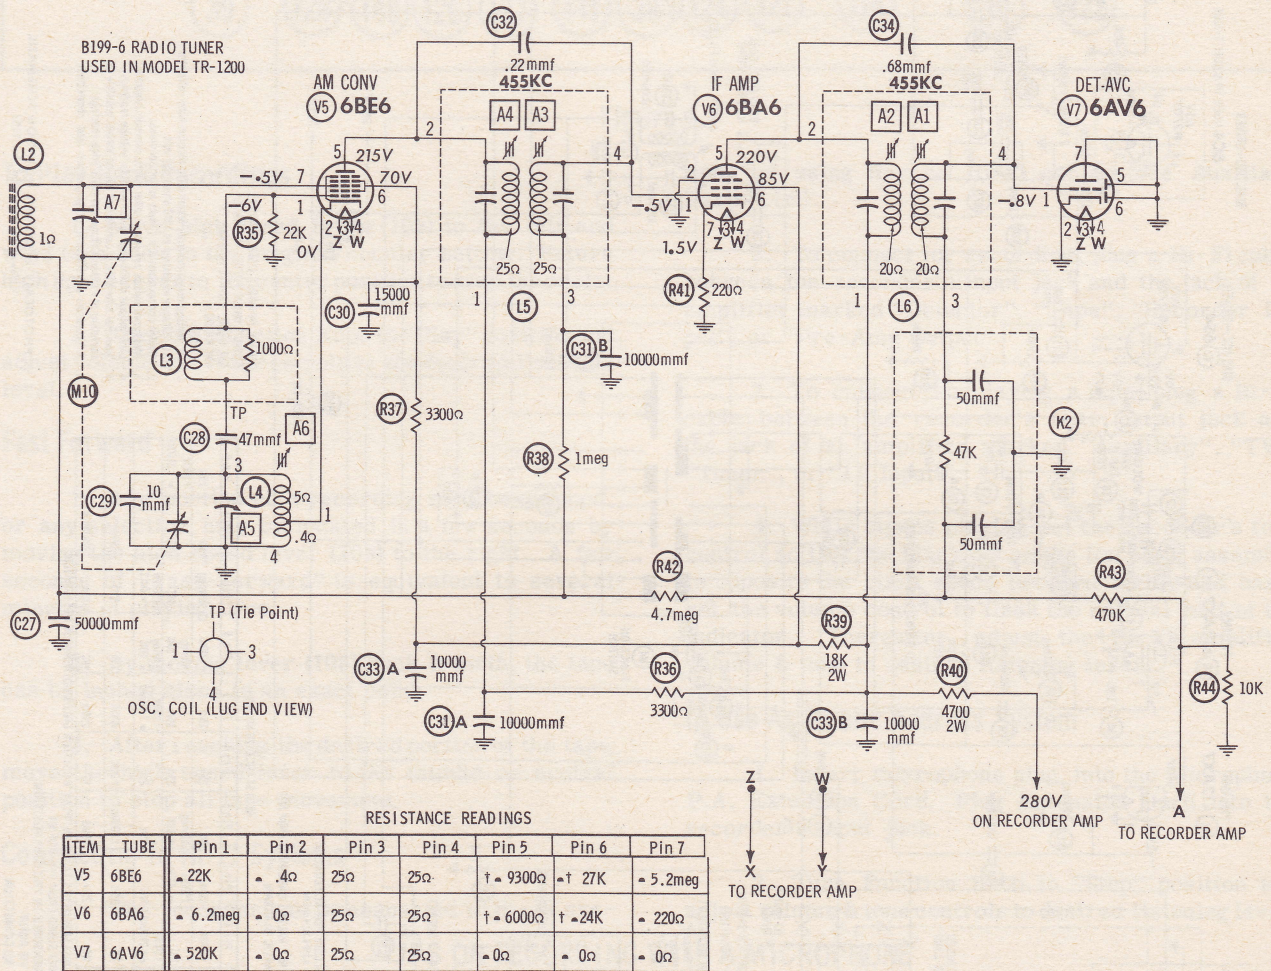 B199-6 RADIO TUNER
USED IN MODEL TR-1200
C32
.22mmf
455KC
C34
.68mmf
455KC
AM CONV
V5 6BE6
IF AMP
V6 6BA6
DET-AVC
V7 6AV6
A4 A3
A2 A1
2
4
2
4
5 215V
70V
-.5V 7
6
-6V 1
2 3 4
Z W
R35 22K
0V
5 220V
85V
2
-.5V 1
6
7 3 4
Z W
1.5V
R41 220Ω
7
5
6
-.8V 1
2 3 4
Z W
L2
1Ω
A7
25Ω 25Ω
1 3
L5
20Ω 20Ω
1 3
L6
C30 15000
mmf
C31 B
10000mmf
L3
1000Ω
M10
TP
C28 47mmf
A6
R37 3300Ω
R38 1meg
50mmf
K2
47K
50mmf
3
C29 10
mmf
L4 5Ω
1
A5
.4Ω
4
R42
4.7meg
R43
470K
C27 50000mmf
TP (Tie Point)
1 3
4
OSC. COIL (LUG END VIEW)
C33 A 10000
mmf
R39
18K
2W
R36
3300Ω
R40
4700
2W
R44 10K
C31 A 10000mmf
C33 B 10000
mmf
280V
ON RECORDER AMP
A
TO RECORDER AMP
Z W
X Y
TO RECORDER AMP
RESISTANCE READINGS
ITEM TUBE Pin 1 Pin 2 Pin 3 Pin 4 Pin 5 Pin 6 Pin 7
V5 6BE6 ▪ 22K ▪ .4Ω 25Ω 25Ω † ▪ 9300Ω ▪† 27K ▪ 5.2meg
V6 6BA6 ▪ 6.2meg ▪ 0Ω 25Ω 25Ω † ▪ 6000Ω † ▪ 24K ▪ 220Ω
V7 6AV6 ▪ 520K ▪ 0Ω 25Ω 25Ω ▪ 0Ω ▪ 0Ω ▪ 0Ω